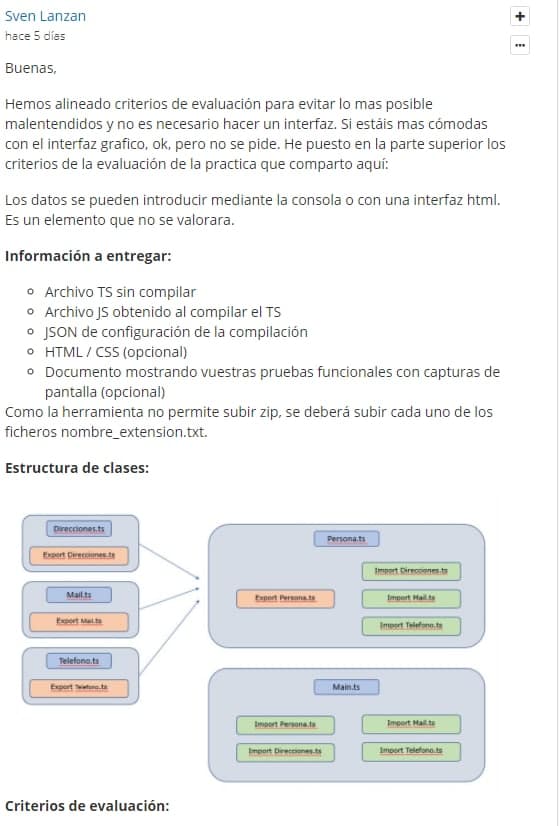 Sven Lanzan
hace 5 días
+
...
Buenas,
Hemos alineado criterios de evaluación para evitar lo mas posible
malentendidos y no es necesario hacer un interfaz. Si estáis mas cómodas
con el interfaz grafico, ok, pero no se pide. He puesto en la parte superior los
criterios de la evaluación de la practica que comparto aquí:
Los datos se pueden introducir mediante la consola o con una interfaz html.
Es un elemento que no se valorara.
Información a entregar:
Archivo TS sin compilar
Archivo JS obtenido al compilar el TS
JSON de configuración de la compilación
HTML / CSS (opcional)
Documento mostrando vuestras pruebas funcionales con capturas de
pantalla (opcional)
Como la herramienta no permite subir zip, se deberá subir cada uno de los
ficheros nombre_extension.txt.
Estructura de clases:
Direcciones.ts
Export Direcciones.ts
Mail.ts
Export Mail.ts
Telefono.ts
Export Telefono.ts
Persona.ts
Import Direcciones.ts
Export Persona.ts
Import Mail.ts
Import Telefono.ts
Main.ts
Import Persona.ts
Import Mail.ts
Import Direcciones.ts
Import Telefono.ts
Criterios de evaluación: